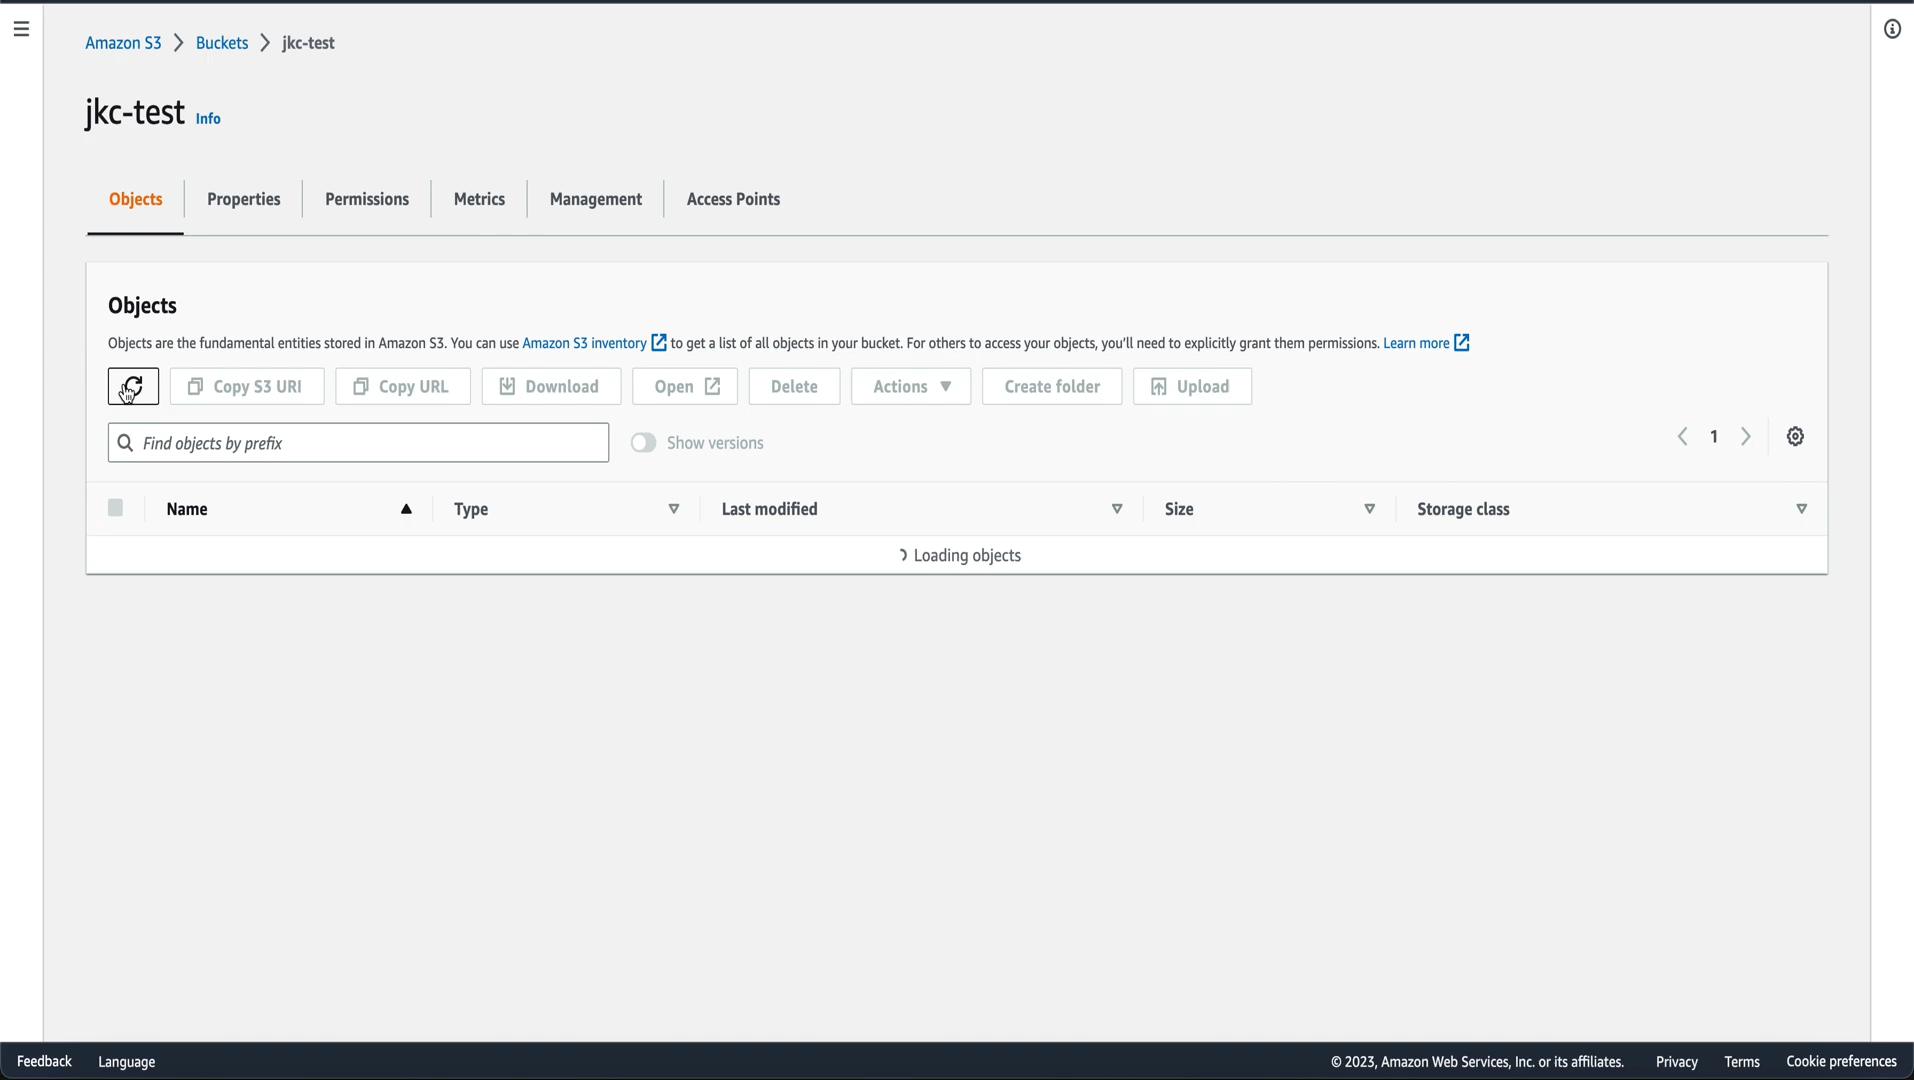 Amazon S3 Buckets jkc-test
jkc-test Info
Objects Properties Permissions Metrics Management Access Points
Objects
Objects are the fundamental entities stored in Amazon S3. You can use Amazon S3 inventory to get a list of all objects in your bucket. For others to access your objects, you'll need to explicitly grant them permissions. Learn more
Copy S3 URI Copy URL Download Open Delete Actions Create folder Upload
Find objects by prefix Show versions 1
Name Type Last modified Size Storage class
Loading objects
Feedback Language © 2023, Amazon Web Services, Inc. or its affiliates. Privacy Terms Cookie preferences